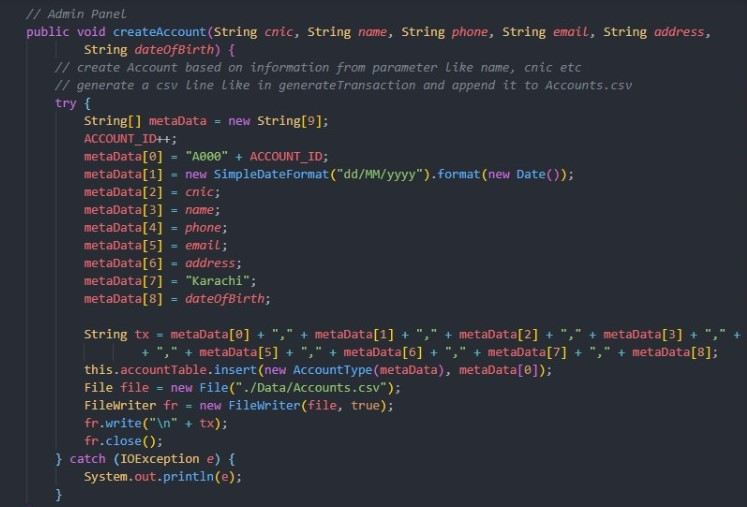 // Admin Panel
public void createAccount(String cnic, String name, String phone, String email, String address,
String dateOfBirth) {
// create Account based on information from parameter like name, cnic etc
// generate a csv line like in generateTransaction and append it to Accounts.csv
try {
String[] metaData = new String[9];
ACCOUNT_ID++;
metaData[0] = "A000" + ACCOUNT_ID;
metaData[1] = new SimpleDateFormat("dd/MM/yyyy").format(new Date());
metaData[2] = cnic;
metaData[3] = name;
metaData[4] = phone;
metaData[5] = email;
metaData[6] = address;
metaData[7] = "Karachi";
metaData[8] = dateOfBirth;
String tx = metaData[0] + "," + metaData[1] + "," + metaData[2] + "," + metaData[3] + "," +
+ "," + metaData[5] + "," + metaData[6] + "," + metaData[7] + "," + metaData[8];
this.accountTable.insert(new AccountType(metaData), metaData[0]);
File file = new File("./Data/Accounts.csv");
FileWriter fr = new FileWriter(file, true);
fr.write("\n" + tx);
fr.close();
} catch (IOException e) {
System.out.println(e);
}